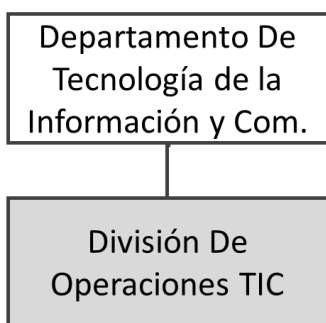 Departamento De
Tecnología de la
Información y Com.
División De
Operaciones TIC